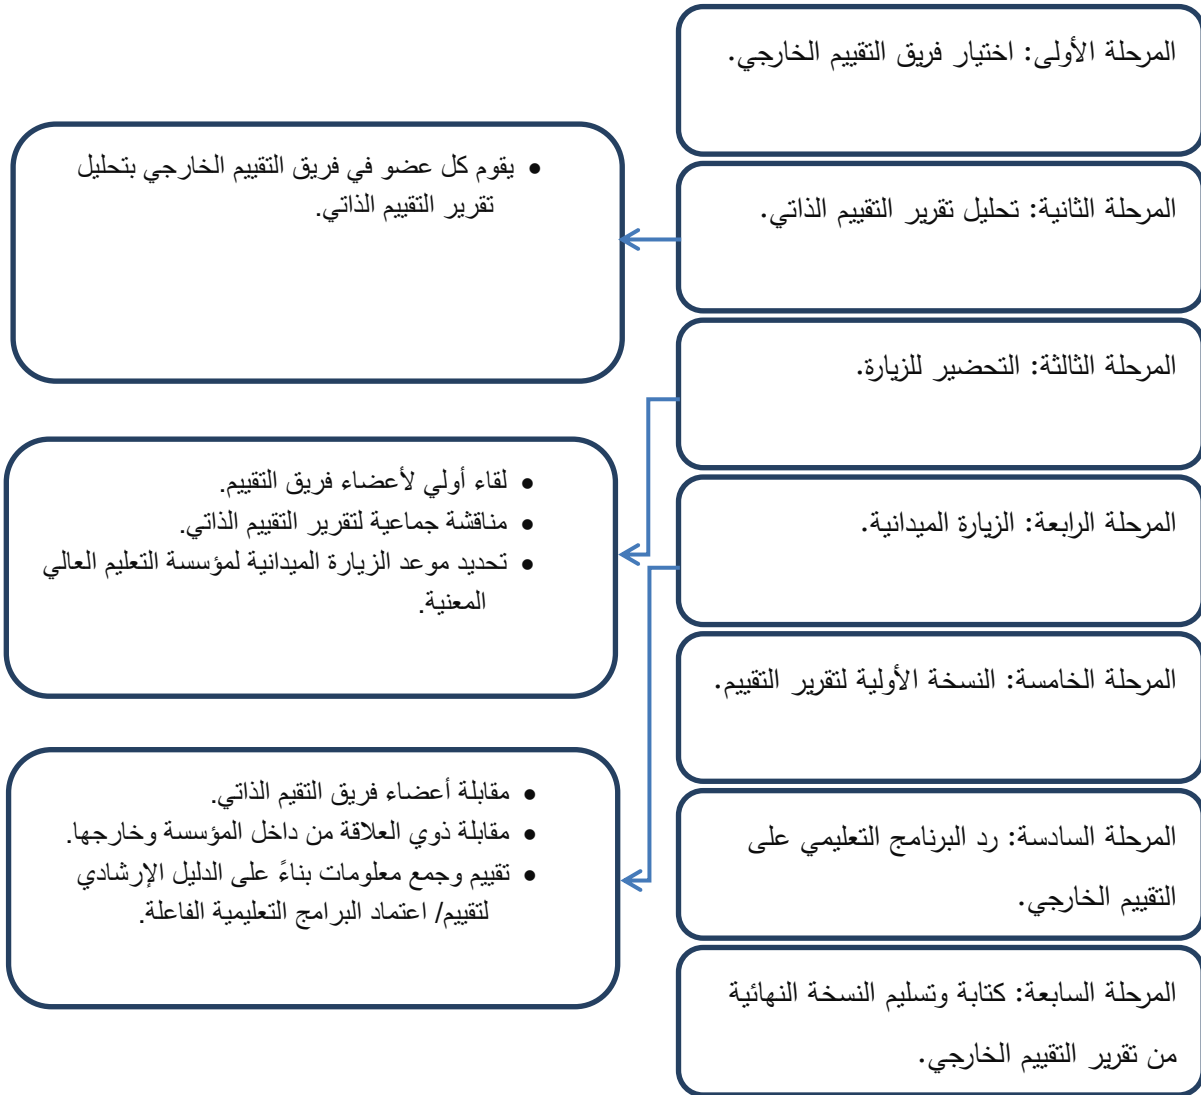 المرحلة الأولى: اختيار فريق التقييم الخارجي.
المرحلة الثانية: تحليل تقرير التقييم الذاتي.
• يقوم كل عضو في فريق التقييم الخارجي بتحليل
تقرير التقييم الذاتي.
المرحلة الثالثة: التحضير للزيارة.
• لقاء أولي لأعضاء فريق التقييم.
• مناقشة جماعية لتقرير التقييم الذاتي.
• تحديد موعد الزيارة الميدانية لمؤسسة التعليم العالي
المعنية.
المرحلة الرابعة: الزيارة الميدانية.
• مقابلة أعضاء فريق التقيم الذاتي.
• مقابلة ذوي العلاقة من داخل المؤسسة وخارجها.
• تقييم وجمع معلومات بناءً على الدليل الإرشادي
لتقييم/ اعتماد البرامج التعليمية الفاعلة.
المرحلة الخامسة: النسخة الأولية لتقرير التقييم.
المرحلة السادسة: رد البرنامج التعليمي على
التقييم الخارجي.
المرحلة السابعة: كتابة وتسليم النسخة النهائية
من تقرير التقييم الخارجي.